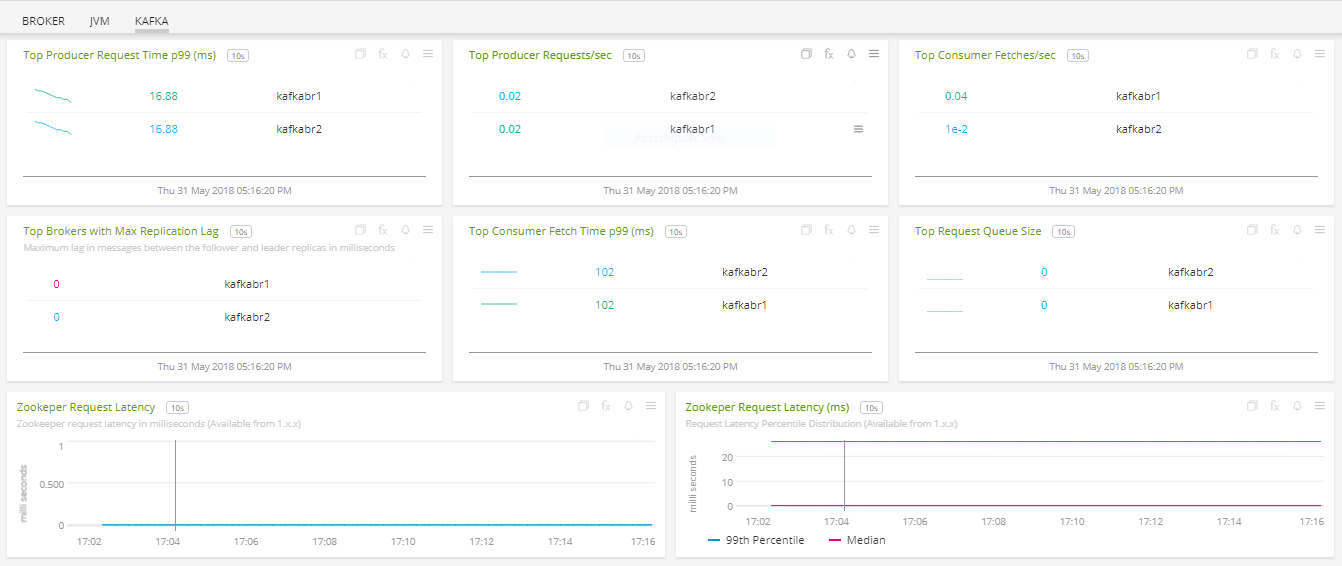 BROKER JVM KAFKA
Top Producer Request Time p99 (ms) 10s
16.88 kafkabr1
16.88 kafkabr2
Thu 31 May 2018 05:16:20 PM
Top Producer Requests/sec 10s
0.02 kafkabr2
0.02 kafkabr1
Thu 31 May 2018 05:16:20 PM
Top Consumer Fetches/sec 10s
0.04 kafkabr1
1e-2 kafkabr2
Thu 31 May 2018 05:16:20 PM
Top Brokers with Max Replication Lag 10s
Maximum lag in messages between the follower and leader replicas in milliseconds
0 kafkabr1
0 kafkabr2
Thu 31 May 2018 05:16:20 PM
Top Consumer Fetch Time p99 (ms) 10s
102 kafkabr2
102 kafkabr1
Thu 31 May 2018 05:16:20 PM
Top Request Queue Size 10s
0 kafkabr2
0 kafkabr1
Thu 31 May 2018 05:16:20 PM
Zookeper Request Latency 10s
Zookeeper request latency in milliseconds (Available from 1.x.x)
milli seconds
1
0.500
0
17:02 17:04 17:06 17:08 17:10 17:12 17:14 17:16
Zookeper Request Latency (ms) 10s
Request Latency Percentile Distribution (Available from 1.x.x)
milli seconds
20
10
0
17:02 17:04 17:06 17:08 17:10 17:12 17:14 17:16
99th Percentile Median